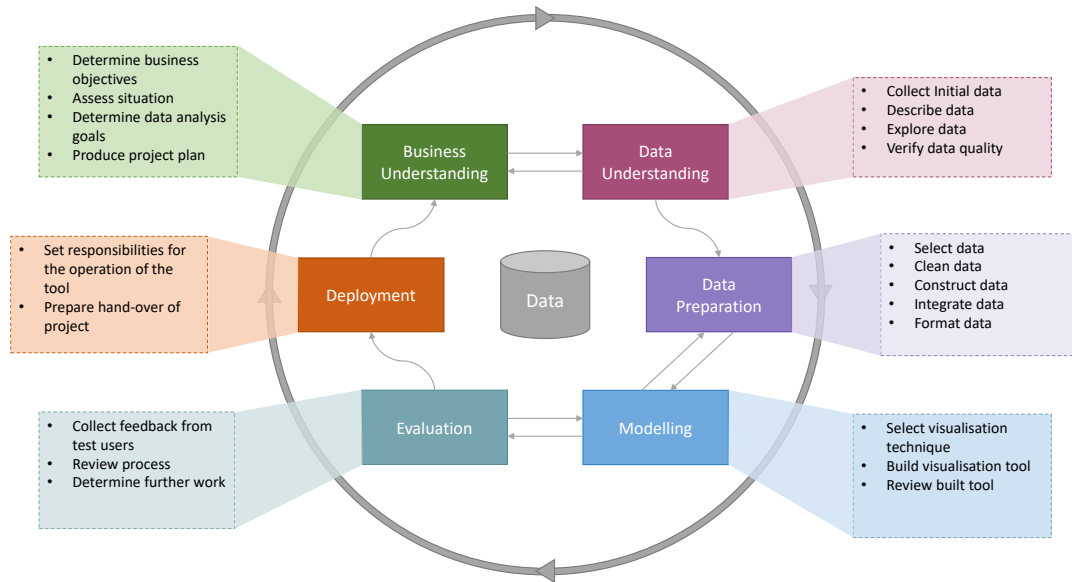 • Determine business
objectives
• Assess situation
• Determine data analysis
goals
• Produce project plan
Business
Understanding
Data
Understanding
• Collect Initial data
• Describe data
• Explore data
• Verify data quality
• Set responsibilities for
the operation of the
tool
• Prepare hand-over of
project
Deployment
Data
Data
Preparation
• Select data
• Clean data
• Construct data
• Integrate data
• Format data
• Collect feedback from
test users
• Review process
• Determine further work
Evaluation
Modelling
• Select visualisation
technique
• Build visualisation tool
• Review built tool